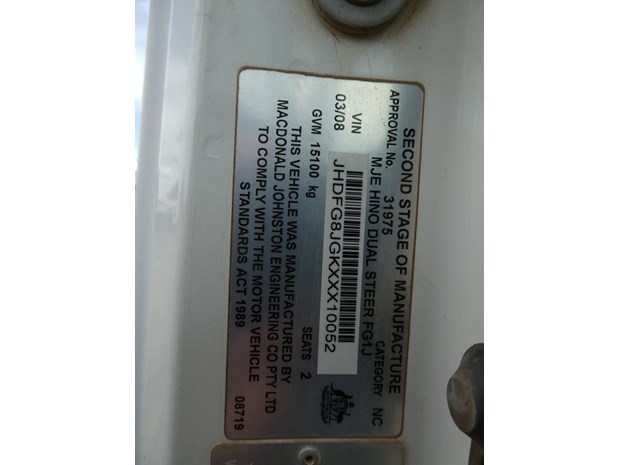 SECOND STAGE OF MANUFACTURE
APPROVAL No. 31975 CATEGORY NC
MJE HINO DUAL STEER FG1J
VIN JHDFG8JGKXXX10052
03/08
GVM 15100 kg SEATS 2
THIS VEHICLE WAS MANUFACTURED BY
MACDONALD JOHNSTON ENGINEERING CO PTY LTD
TO COMPLY WITH THE MOTOR VEHICLE
STANDARDS ACT 1989
08719